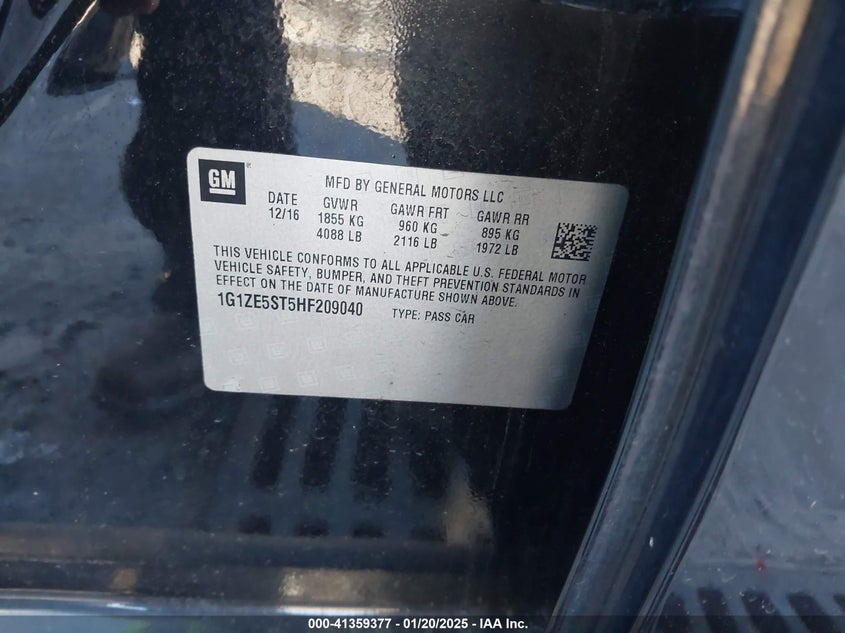 GM
MFD BY GENERAL MOTORS LLC
DATE GVWR GAWR FRT GAWR RR
12/16 1855 KG 960 KG 895 KG
4088 LB 2116 LB 1972 LB
THIS VEHICLE CONFORMS TO ALL APPLICABLE U.S. FEDERAL MOTOR
VEHICLE SAFETY, BUMPER, AND THEFT PREVENTION STANDARDS IN
EFFECT ON THE DATE OF MANUFACTURE SHOWN ABOVE.
1G1ZE5ST5HF209040 TYPE: PASS CAR
000-41359377 - 01/20/2025 - © IAA Inc.